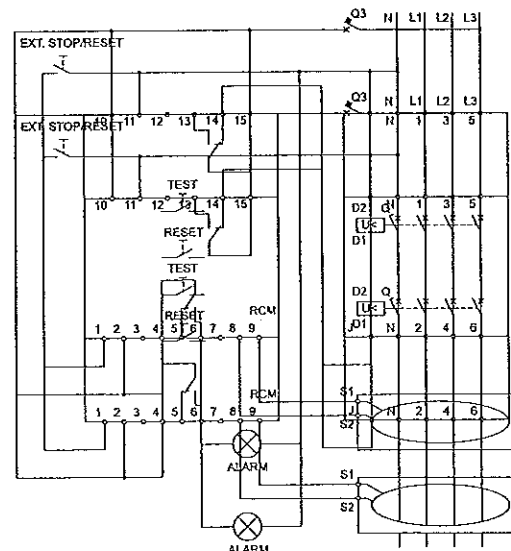 Q3 N L1 L2 L3
EXT. STOP/RESET
Q3 N L1 L2 L3
10 11 12 13 14 15 N 1 3 5
EXT. STOP/RESET
TEST
10 11 12 13 14 15 N 1 3 5
D2 Q
U<
D1
RESET
TEST
D2 Q
U<
D1
RESET RCM
1 2 3 4 5 6 7 8 9 J N 2 4 6
RCM S1
1 2 3 4 5 6 7 8 9 J N 2 4 6
S2
ALARM
S1
S2
ALARM